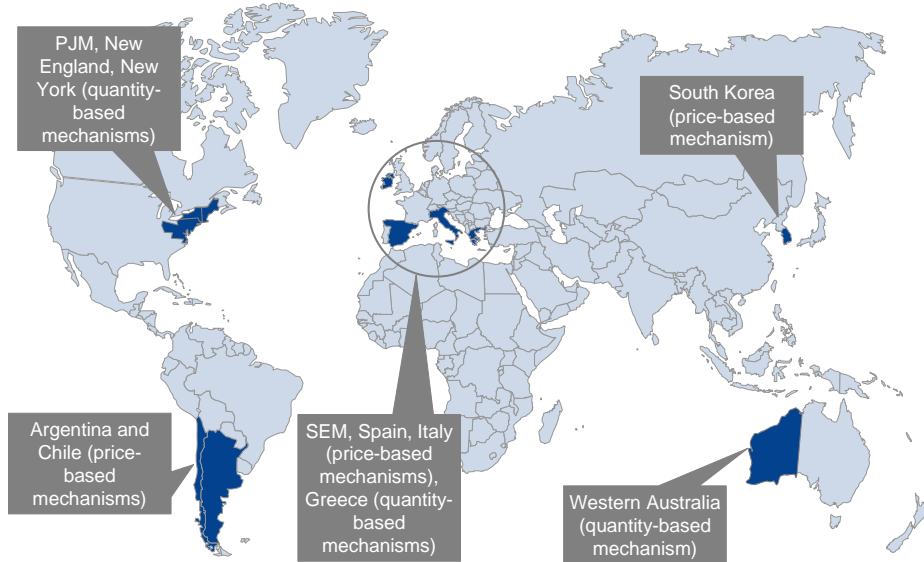 PJM, New
England, New
York (quantity-
based
mechanisms)
South Korea
(price-based
mechanism)
Argentina and
Chile (price-
based
mechanisms)
SEM, Spain, Italy
(price-based
mechanisms),
Greece (quantity-
based
mechanisms)
Western Australia
(quantity-based
mechanism)